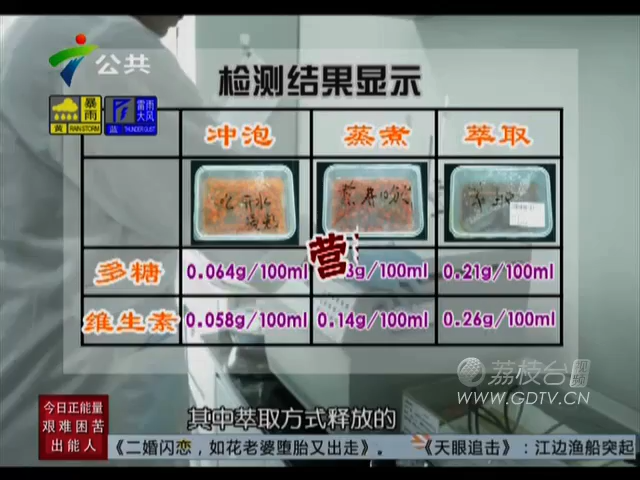 公共
检测结果显示
暴雨
黄 RAIN STORM
雷雨大风
蓝 THUNDER GUST
冲泡 蒸煮 萃取
多糖 0.064g/100ml 3g/100ml 0.21g/100ml
营
维生素 0.058g/100ml 0.14g/100ml 0.26g/100ml
荔枝台 视频
WWW.GDTV.CN
其中萃取方式释放的
今日正能量
艰难困苦
出能人
《二婚闪恋，如花老婆堕胎又出走》。 《天眼追击》：江边渔船突起